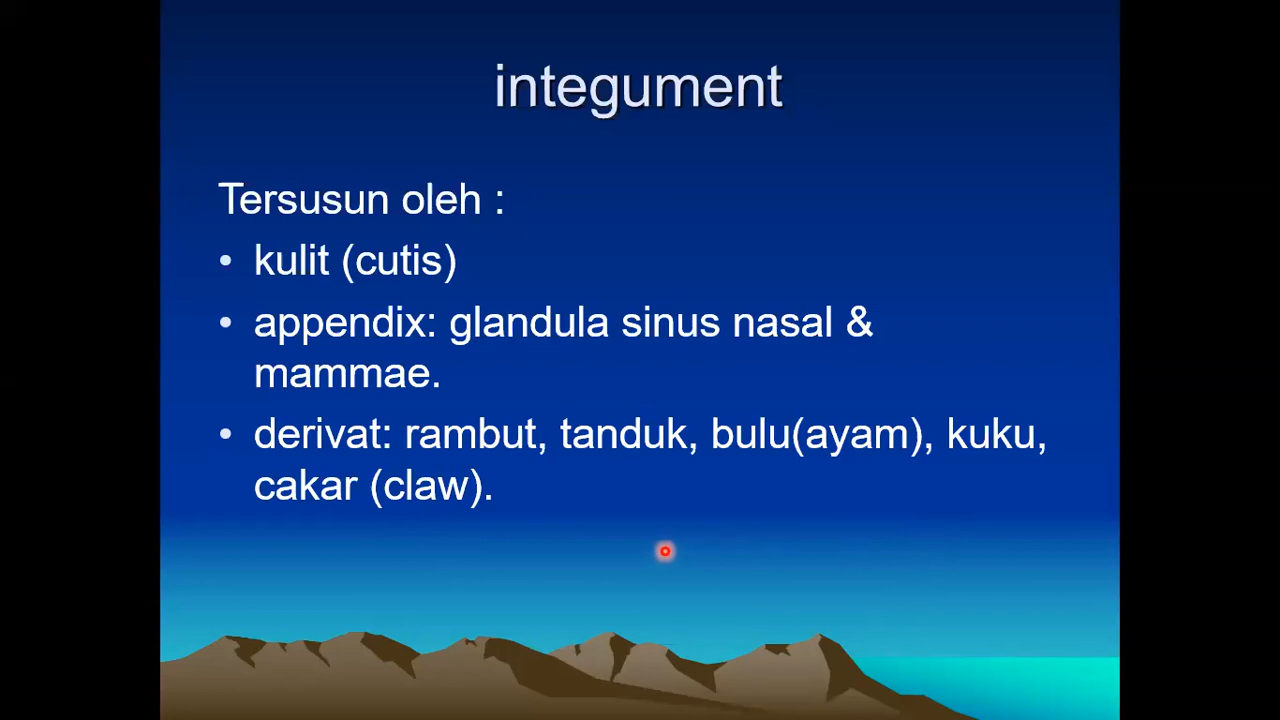 integument
Tersusun oleh :
• kulit (cutis)
• appendix: glandula sinus nasal &
mammae.
• derivat: rambut, tanduk, bulu(ayam), kuku,
cakar (claw).